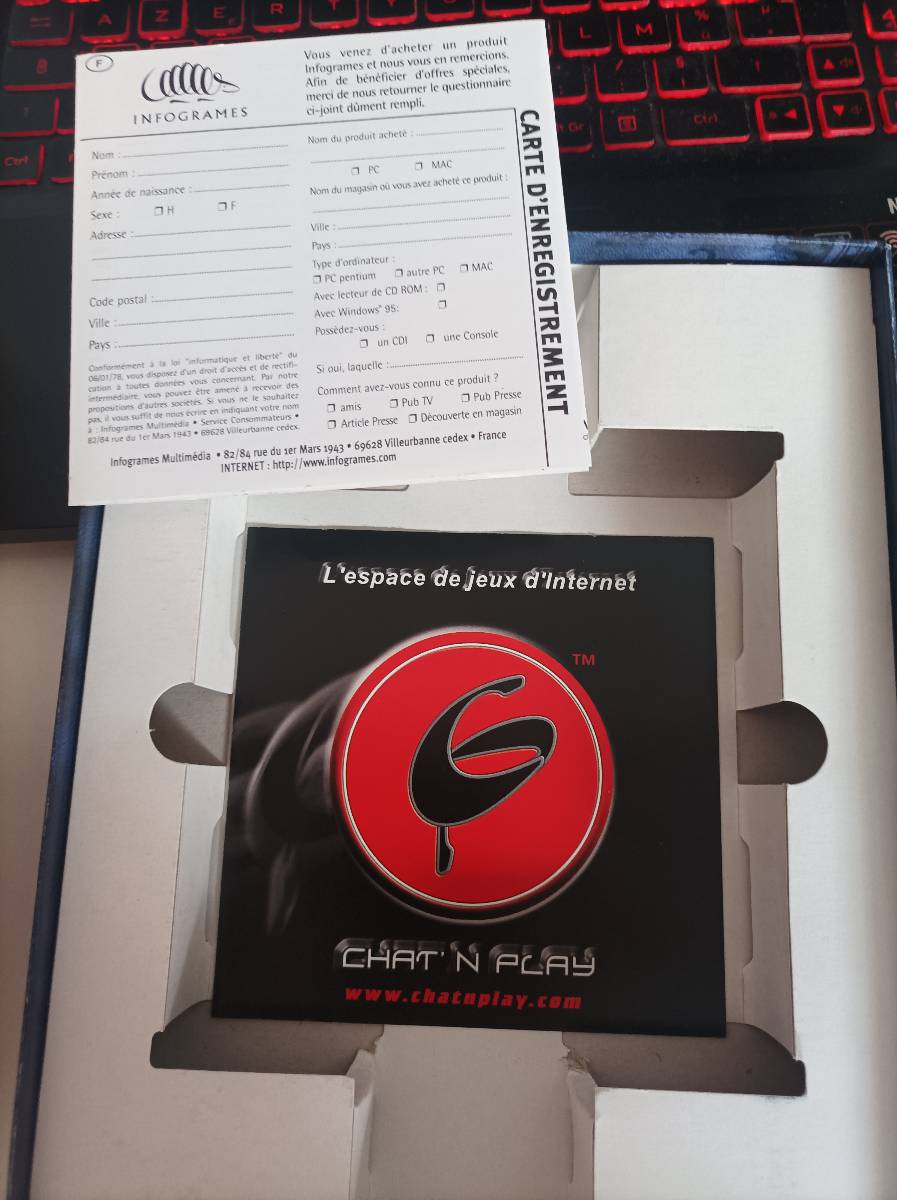 F
INFOGRAMES
Vous venez d'acheter un produit
Infogrames et nous vous en remercions.
Afin de bénéficier d'offres spéciales,
merci de nous retourner le questionnaire
ci-joint dûment rempli.
CARTE D'ENREGISTREMENT
Nom :
Prénom :
Année de naissance :
Sexe : H F
Adresse :
Code postal :
Ville :
Pays :
Conformément à la loi "informatique et liberté" du
06/01/78, vous disposez d'un droit d'accès et de rectifi-
cation à toutes données vous concernant. Par notre
intermédiaire, vous pouvez être amené à recevoir des
propositions d'autres sociétés. Si vous ne le souhaitez
pas, il vous suffit de nous écrire en indiquant votre nom
à : Infogrames Multimédia • Service Consommateurs •
82/84 rue du 1er Mars 1943 • 69628 Villeurbanne cedex.
Nom du produit acheté :
PC MAC
Nom du magasin où vous avez acheté ce produit :
Ville :
Pays :
Type d'ordinateur :
PC pentium autre PC MAC
Avec lecteur de CD ROM :
Avec Windows® 95:
Possédez-vous :
un CDI une Console
Si oui, laquelle :
Comment avez-vous connu ce produit ?
amis Pub TV Pub Presse
Article Presse Découverte en magasin
Infogrames Multimédia • 82/84 rue du 1er Mars 1943 • 69628 Villeurbanne cedex • France
INTERNET : http://www.infogrames.com
L'espace de jeux d'Internet
TM
CHAT'N PLAY
www.chatnplay.com
A Z E R
L M % µ
Ctrl
Ctrl